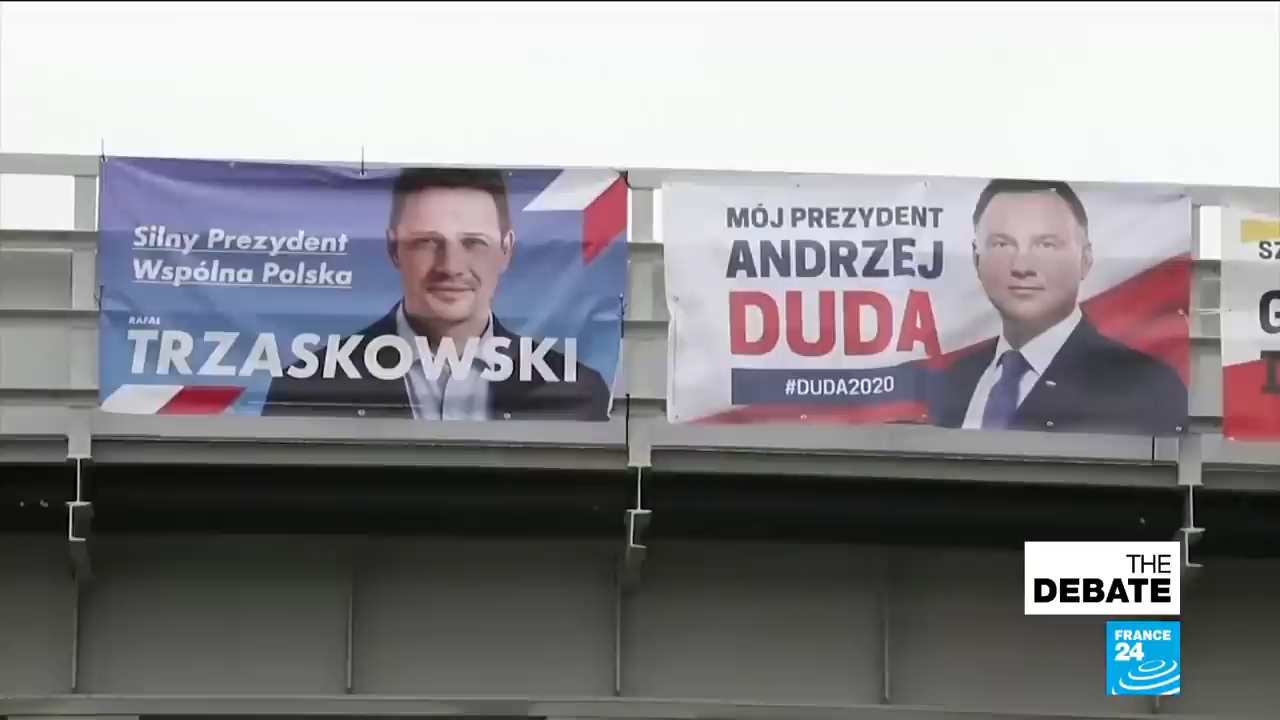 Silny Prezydent
Wspólna Polska
RAFAŁ
TRZASKOWSKI
MÓJ PREZYDENT
ANDRZEJ
DUDA
#DUDA2020
THE
DEBATE
FRANCE
24